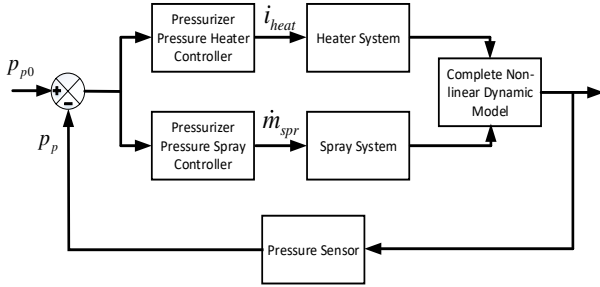 Pressurizer
Pressure Heater
Controller
i̇_heat
Heater System
p_p0
+
-
Complete Non-
linear Dynamic
Model
Pressurizer
Pressure Spray
Controller
ṁ_spr
Spray System
p_p
Pressure Sensor